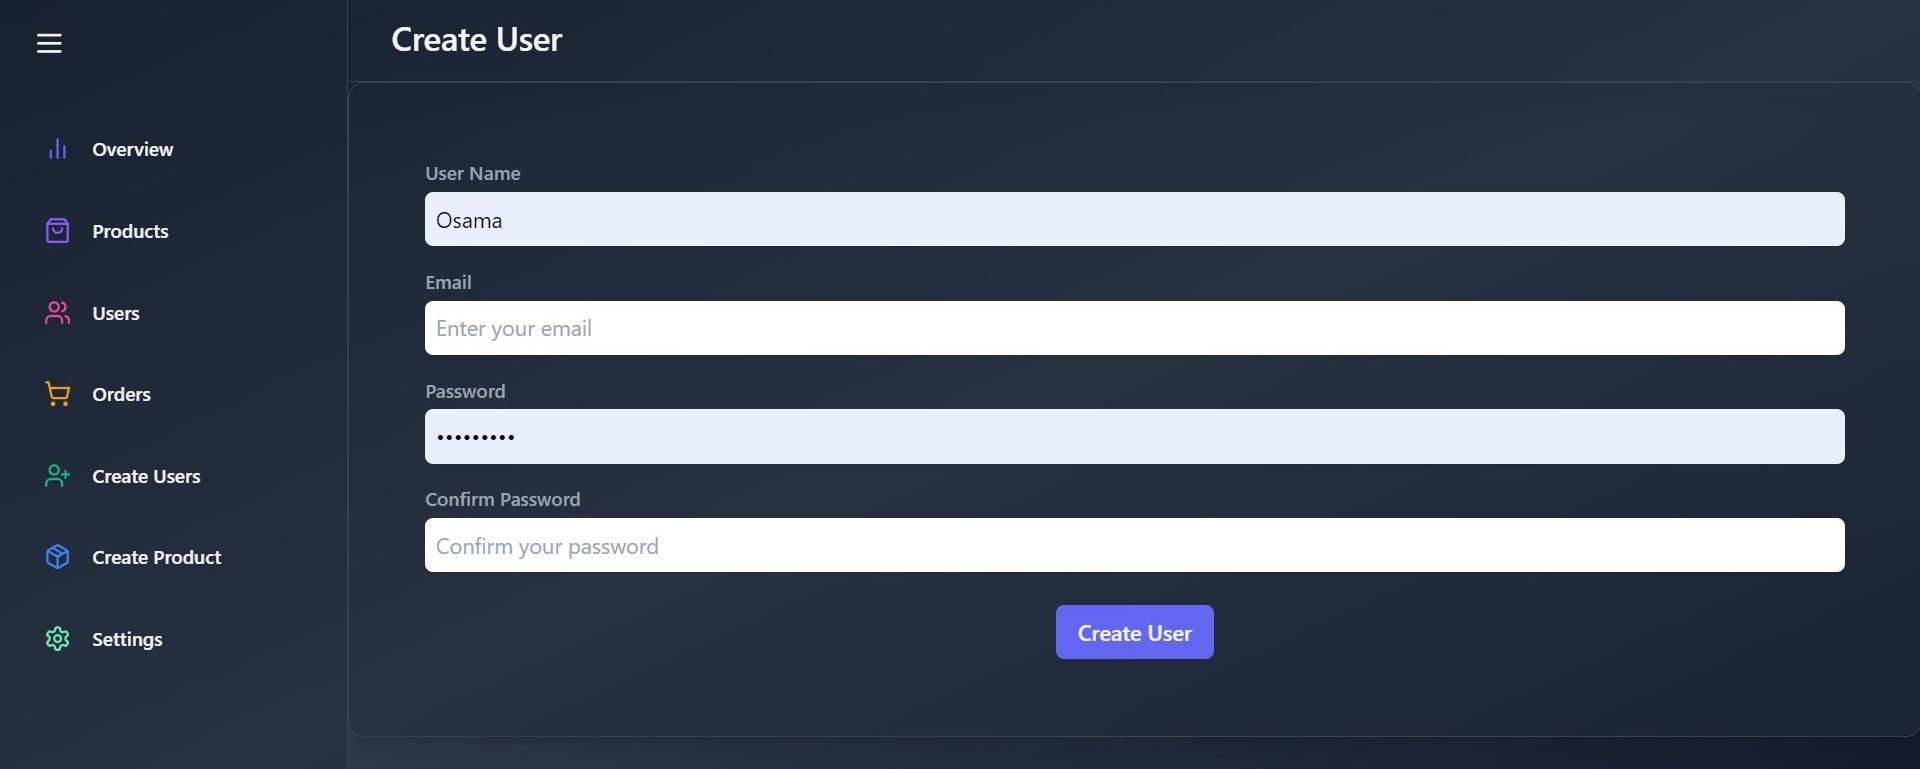 Create User
Overview
Products
Users
Orders
Create Users
Create Product
Settings
User Name
Osama
Email
Enter your email
Password
•••••••••
Confirm Password
Confirm your password
Create User